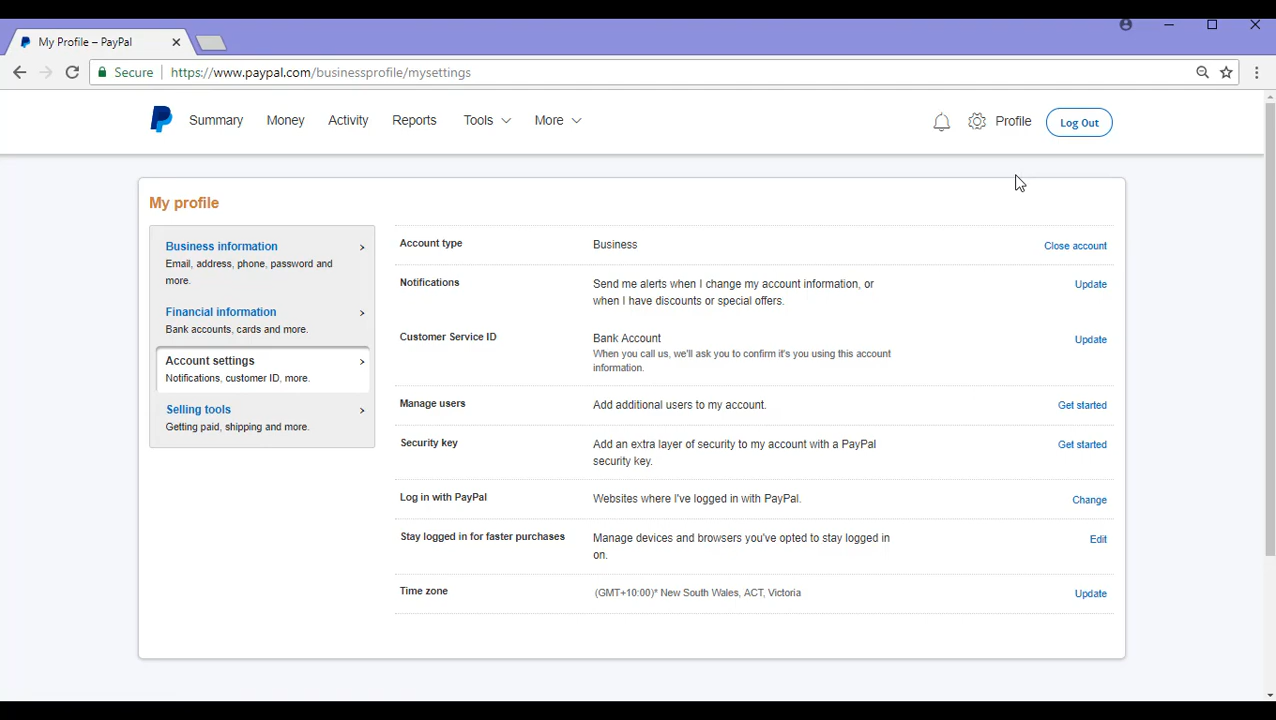 My Profile – PayPal
Secure
https://www.paypal.com/businessprofile/mysettings
Summary Money Activity Reports Tools More Profile Log Out
My profile
Business information
Email, address, phone, password and
more.
Financial information
Bank accounts, cards and more.
Account settings
Notifications, customer ID, more.
Selling tools
Getting paid, shipping and more.
Account type Business Close account
Notifications Send me alerts when I change my account information, or Update
when I have discounts or special offers.
Customer Service ID Bank Account Update
When you call us, we'll ask you to confirm it's you using this account
information.
Manage users Add additional users to my account. Get started
Security key Add an extra layer of security to my account with a PayPal Get started
security key.
Log in with PayPal Websites where I've logged in with PayPal. Change
Stay logged in for faster purchases Manage devices and browsers you've opted to stay logged in Edit
on.
Time zone (GMT+10:00)* New South Wales, ACT, Victoria Update